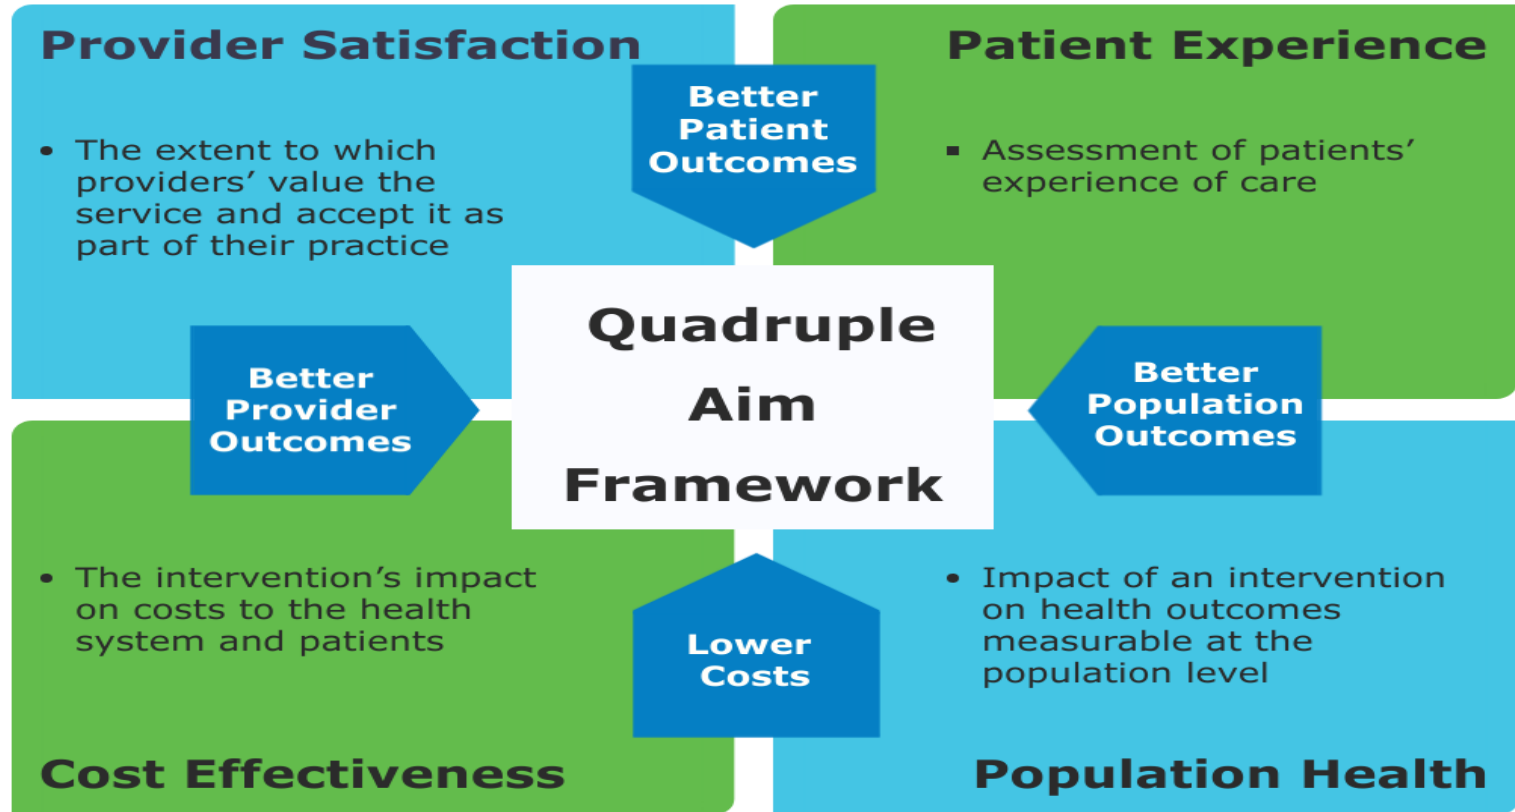 Provider Satisfaction
• The extent to which
providers’ value the
service and accept it as
part of their practice
Better
Patient
Outcomes
Patient Experience
▪ Assessment of patients’
experience of care
Better
Provider
Outcomes
Quadruple
Aim
Framework
Better
Population
Outcomes
• The intervention’s impact
on costs to the health
system and patients
Cost Effectiveness
Lower
Costs
• Impact of an intervention
on health outcomes
measurable at the
population level
Population Health